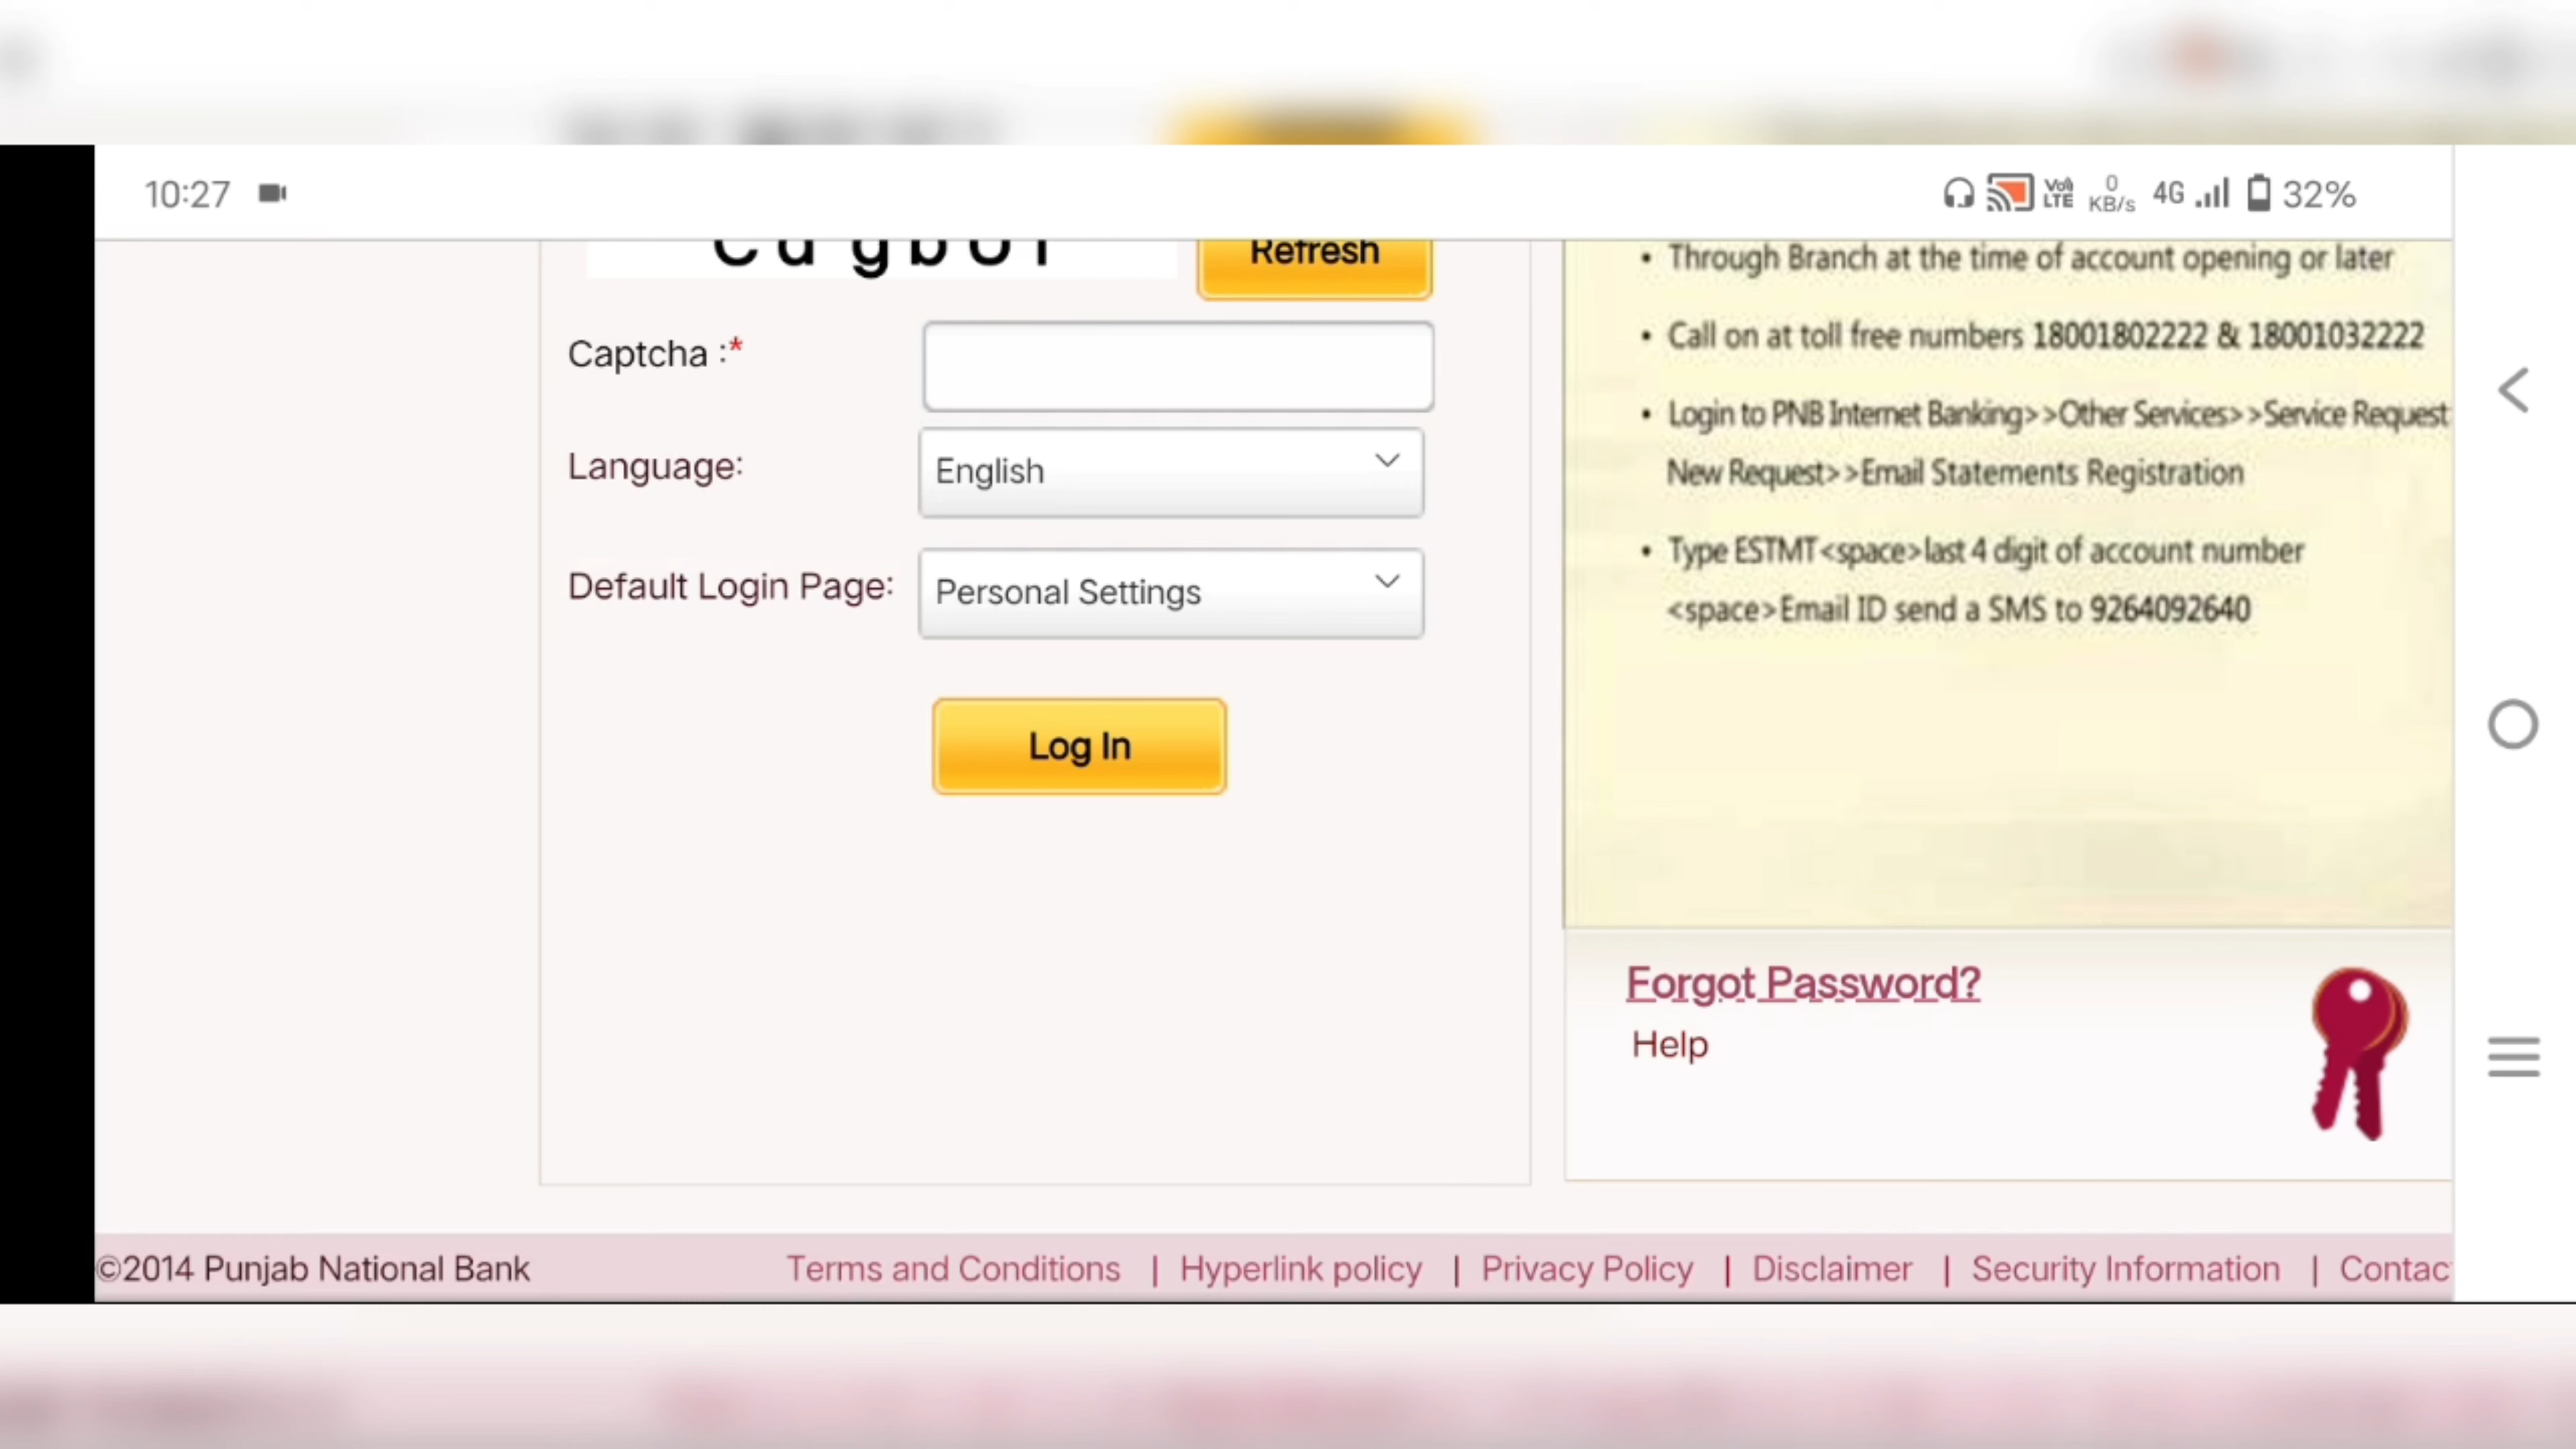 10:27
VoLTE 0 KB/s 4G 32%
Refresh
Captcha :*
Language: English
Default Login Page: Personal Settings
Log In
• Through Branch at the time of account opening or later
• Call on at toll free numbers 18001802222 & 18001032222
• Login to PNB Internet Banking>>Other Services>>Service Request
New Request>>Email Statements Registration
• Type ESTMT<space>last 4 digit of account number
<space>Email ID send a SMS to 9264092640
Forgot Password?
Help
©2014 Punjab National Bank
Terms and Conditions | Hyperlink policy | Privacy Policy | Disclaimer | Security Information | Contac